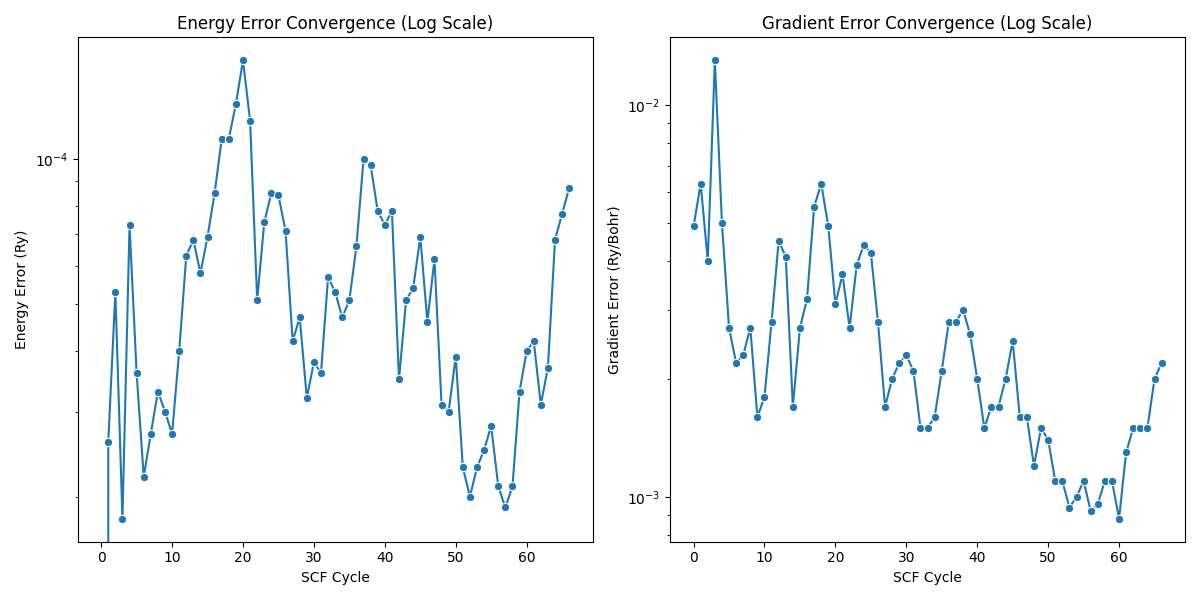 Energy Error Convergence (Log Scale)
Energy Error (Ry)
10⁻⁴
0 10 20 30 40 50 60
SCF Cycle
Gradient Error Convergence (Log Scale)
Gradient Error (Ry/Bohr)
10⁻²
10⁻³
0 10 20 30 40 50 60
SCF Cycle